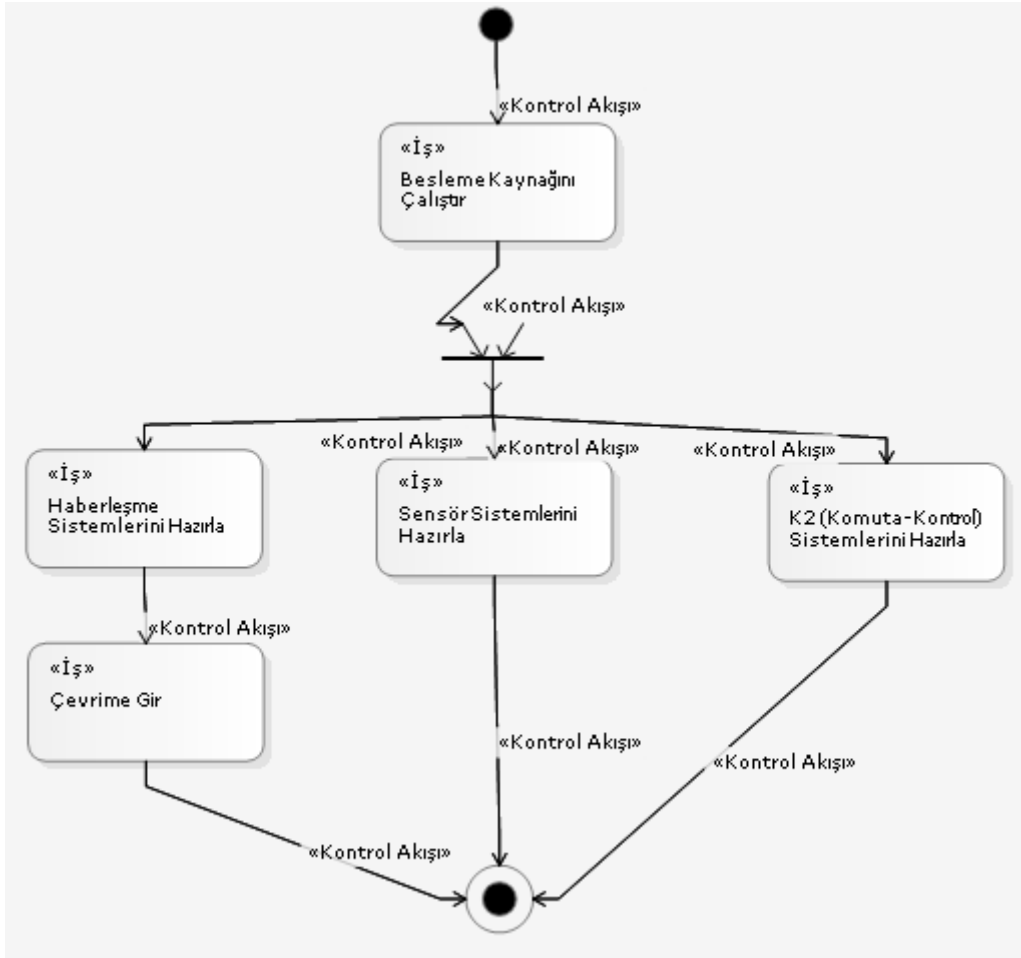 «Kontrol Akışı»
«İş»
Besleme Kaynağını
Çalıştır
«Kontrol Akışı»
«Kontrol Akışı»
«Kontrol Akışı»
«Kontrol Akışı»
«İş»
Haberleşme
Sistemlerini Hazırla
«İş»
Sensör Sistemlerini
Hazırla
«İş»
K2 (Komuta-Kontrol)
Sistemlerini Hazırla
«Kontrol Akışı»
«İş»
Çevrime Gir
«Kontrol Akışı»
«Kontrol Akışı»
«Kontrol Akışı»